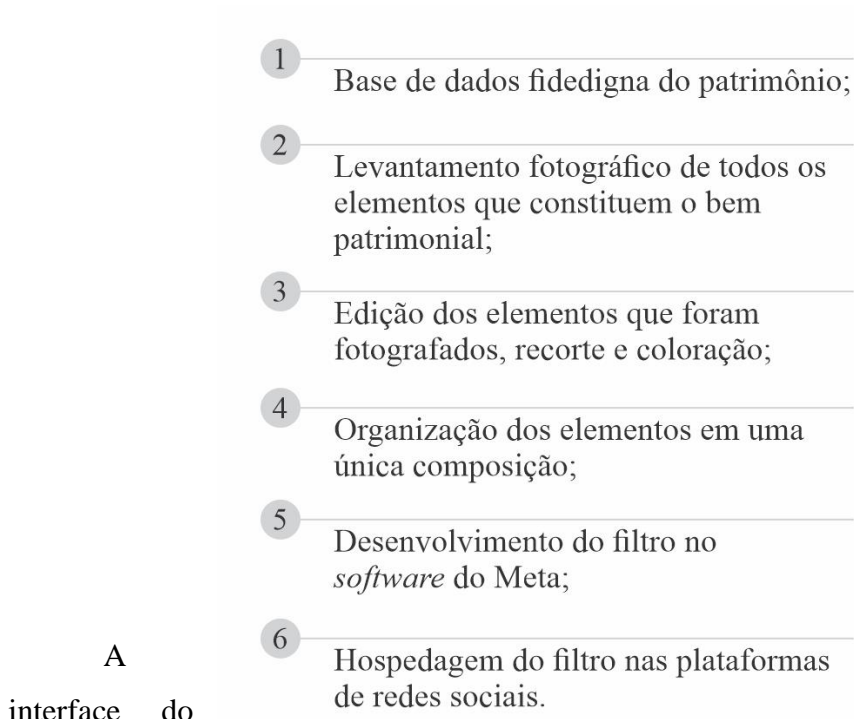 1
Base de dados fidedigna do patrimônio;
2
Levantamento fotográfico de todos os
elementos que constituem o bem
patrimonial;
3
Edição dos elementos que foram
fotografados, recorte e coloração;
4
Organização dos elementos em uma
única composição;
5
Desenvolvimento do filtro no
software do Meta;
6
Hospedagem do filtro nas plataformas
de redes sociais.
A
interface do